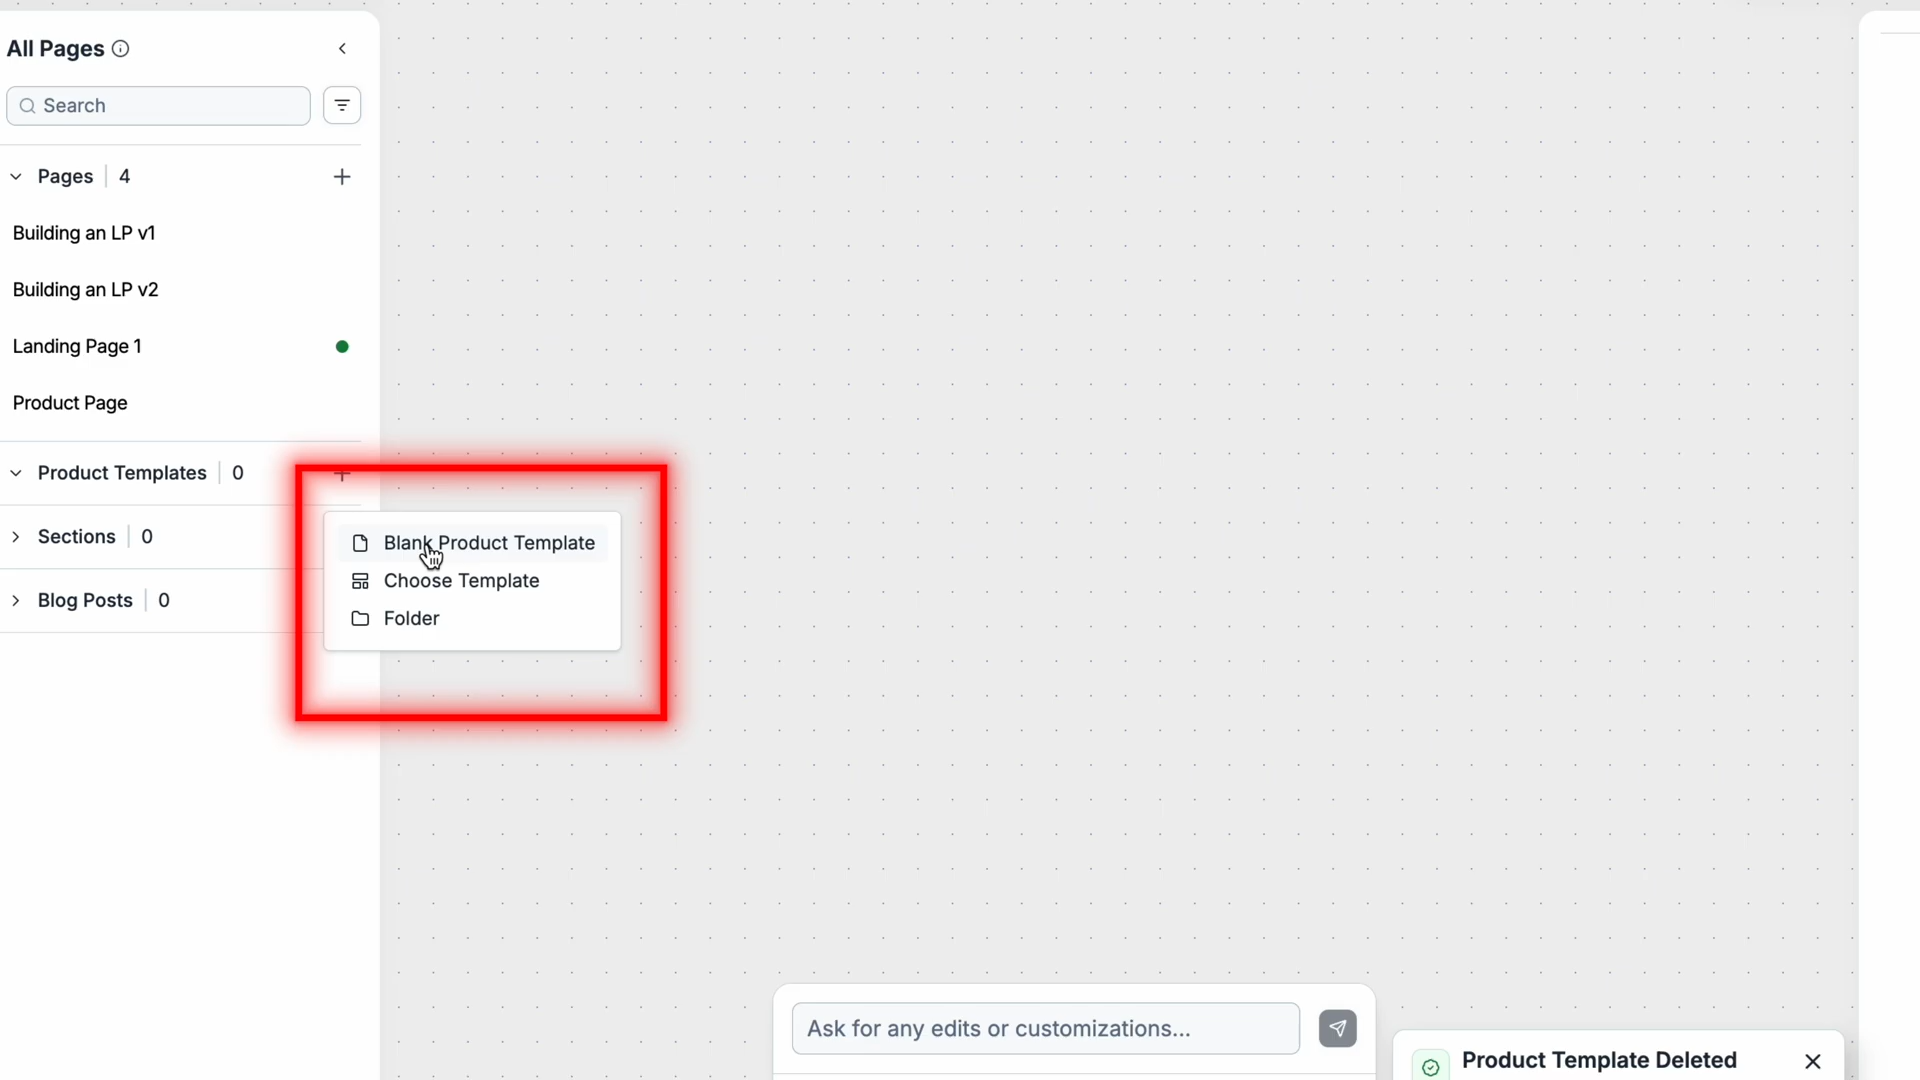 All Pages
Search
Pages 4
Building an LP v1
Building an LP v2
Landing Page 1
Product Page
Product Templates 0
Sections 0
Blog Posts 0
Blank Product Template
Choose Template
Folder
Ask for any edits or customizations...
Product Template Deleted